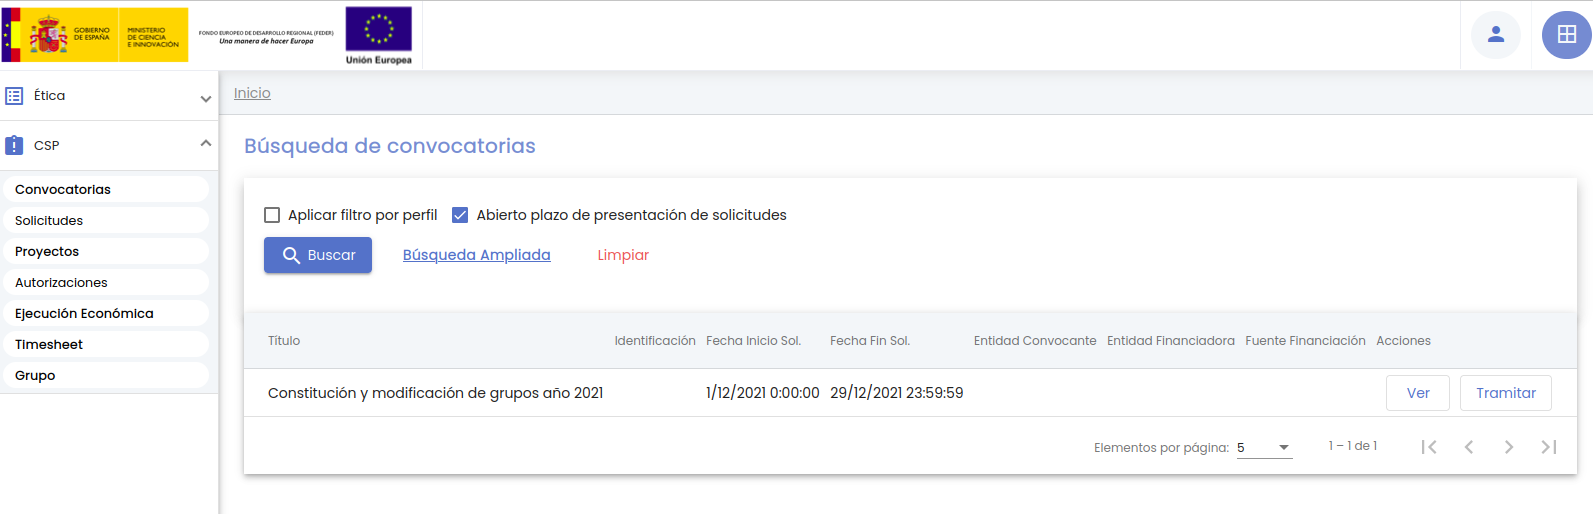 GOBIERNO
DE ESPAÑA
MINISTERIO
DE CIENCIA
E INNOVACIÓN
FONDO EUROPEO DE DESARROLLO REGIONAL (FEDER)
Una manera de hacer Europa
Unión Europea
Ética
CSP
Convocatorias
Solicitudes
Proyectos
Autorizaciones
Ejecución Económica
Timesheet
Grupo
Inicio
Búsqueda de convocatorias
Aplicar filtro por perfil Abierto plazo de presentación de solicitudes
Buscar Búsqueda Ampliada Limpiar
Título Identificación Fecha Inicio Sol. Fecha Fin Sol. Entidad Convocante Entidad Financiadora Fuente Financiación Acciones
Constitución y modificación de grupos año 2021 1/12/2021 0:00:00 29/12/2021 23:59:59 Ver Tramitar
Elementos por página: 5 1 – 1 de 1